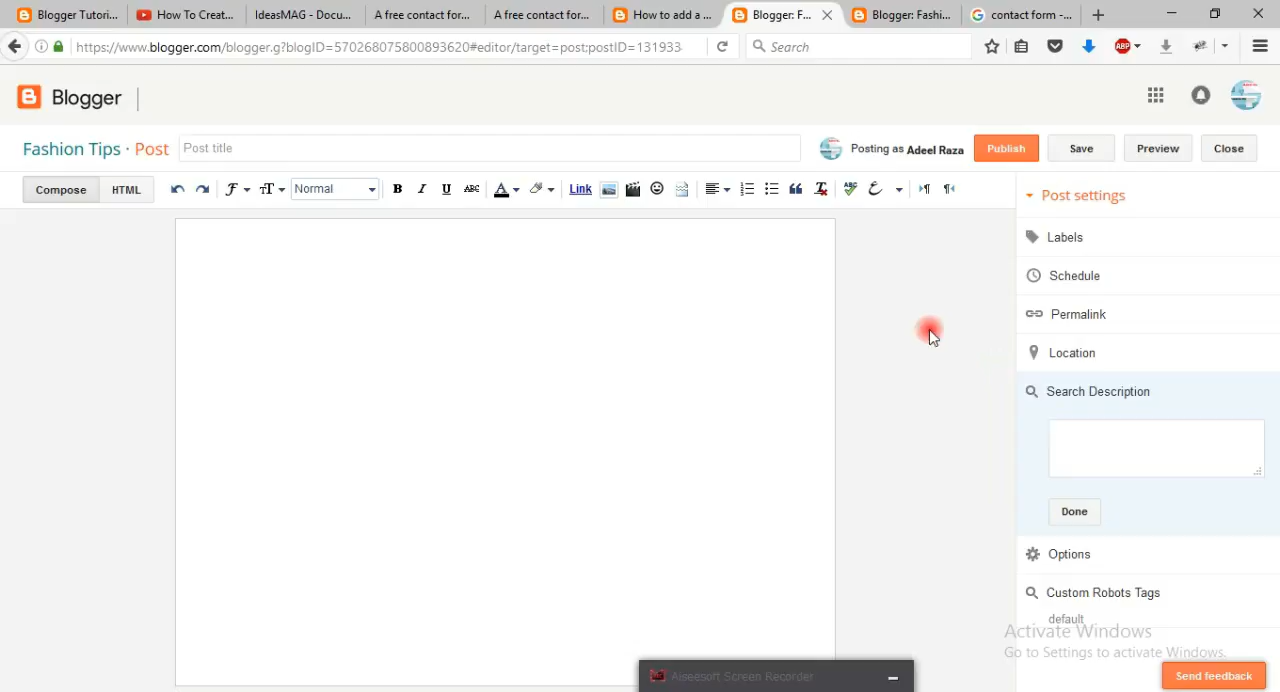 Blogger Tutori...
How To Creat...
IdeasMAG - Docu...
A free contact for...
A free contact for...
How to add a ...
Blogger: F...
Blogger: Fashi...
contact form -...
https://www.blogger.com/blogger.g?blogID=570268075800893620#editor/target=post;postID=131933
Search
ABP
Blogger
Fashion Tips · Post
Post title
Posting as Adeel Raza
Publish
Save
Preview
Close
Compose
HTML
Normal
B
I
U
ABC
A
Link
Post settings
Labels
Schedule
Permalink
Location
Search Description
Done
Options
Custom Robots Tags
default
Activate Windows
Go to Settings to activate Windows.
Aiseesoft Screen Recorder
Send feedback